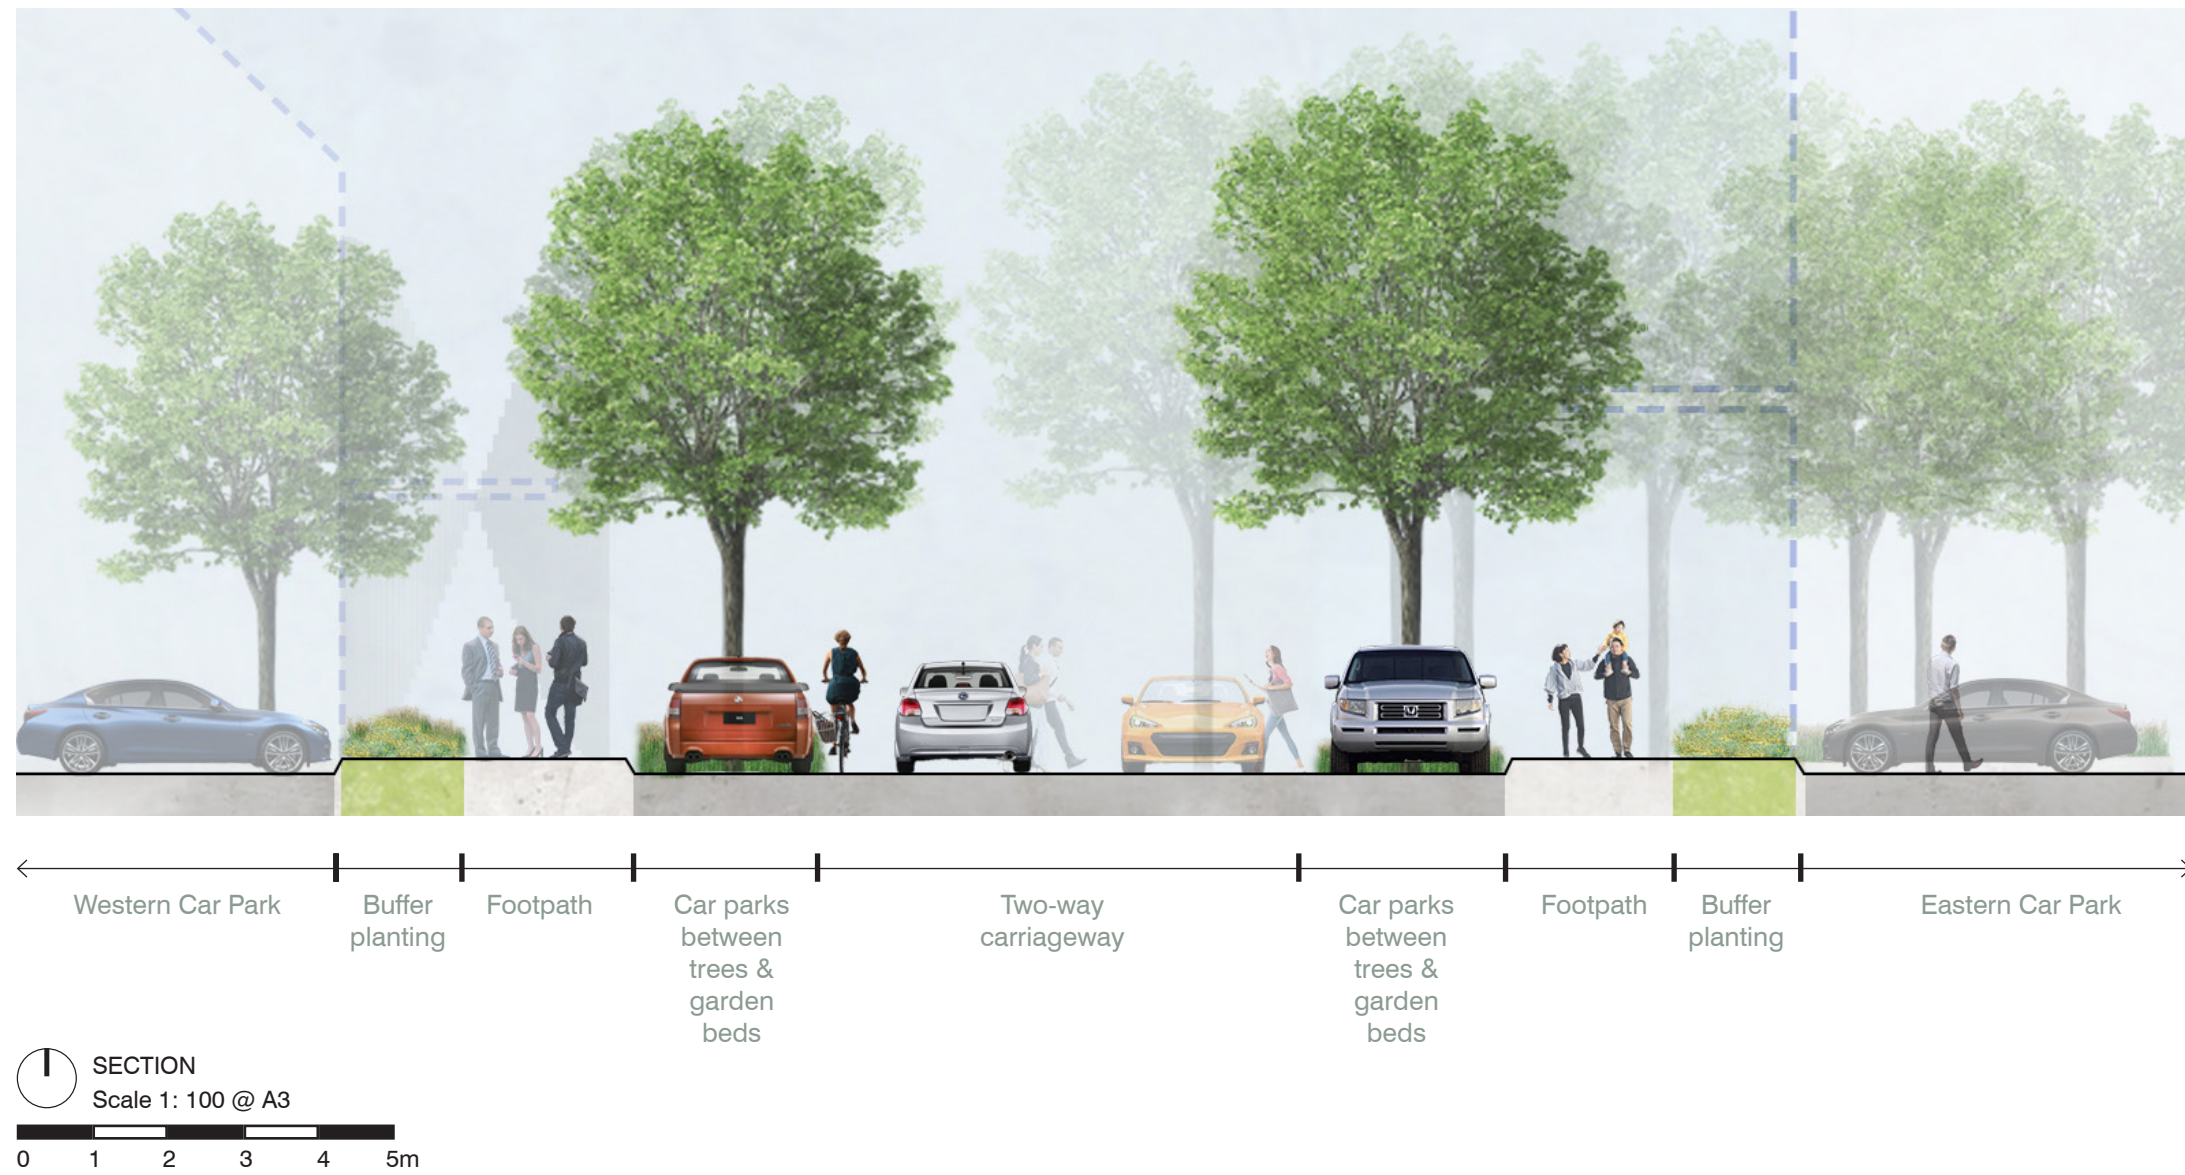 Western Car Park
Buffer
planting
Footpath
Car parks
between
trees &
garden
beds
Two-way
carriageway
Car parks
between
trees &
garden
beds
Footpath
Buffer
planting
Eastern Car Park
SECTION
Scale 1: 100 @ A3
0 1 2 3 4 5m